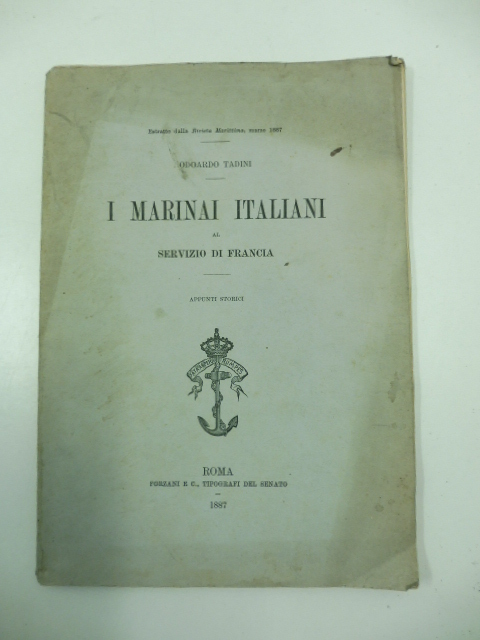 Estratto dalla Rivista Marittima, marzo 1887
ODOARDO TADINI
I MARINAI ITALIANI
AL
SERVIZIO DI FRANCIA
APPUNTI STORICI
ROMA
FORZANI E C., TIPOGRAFI DEL SENATO
1887